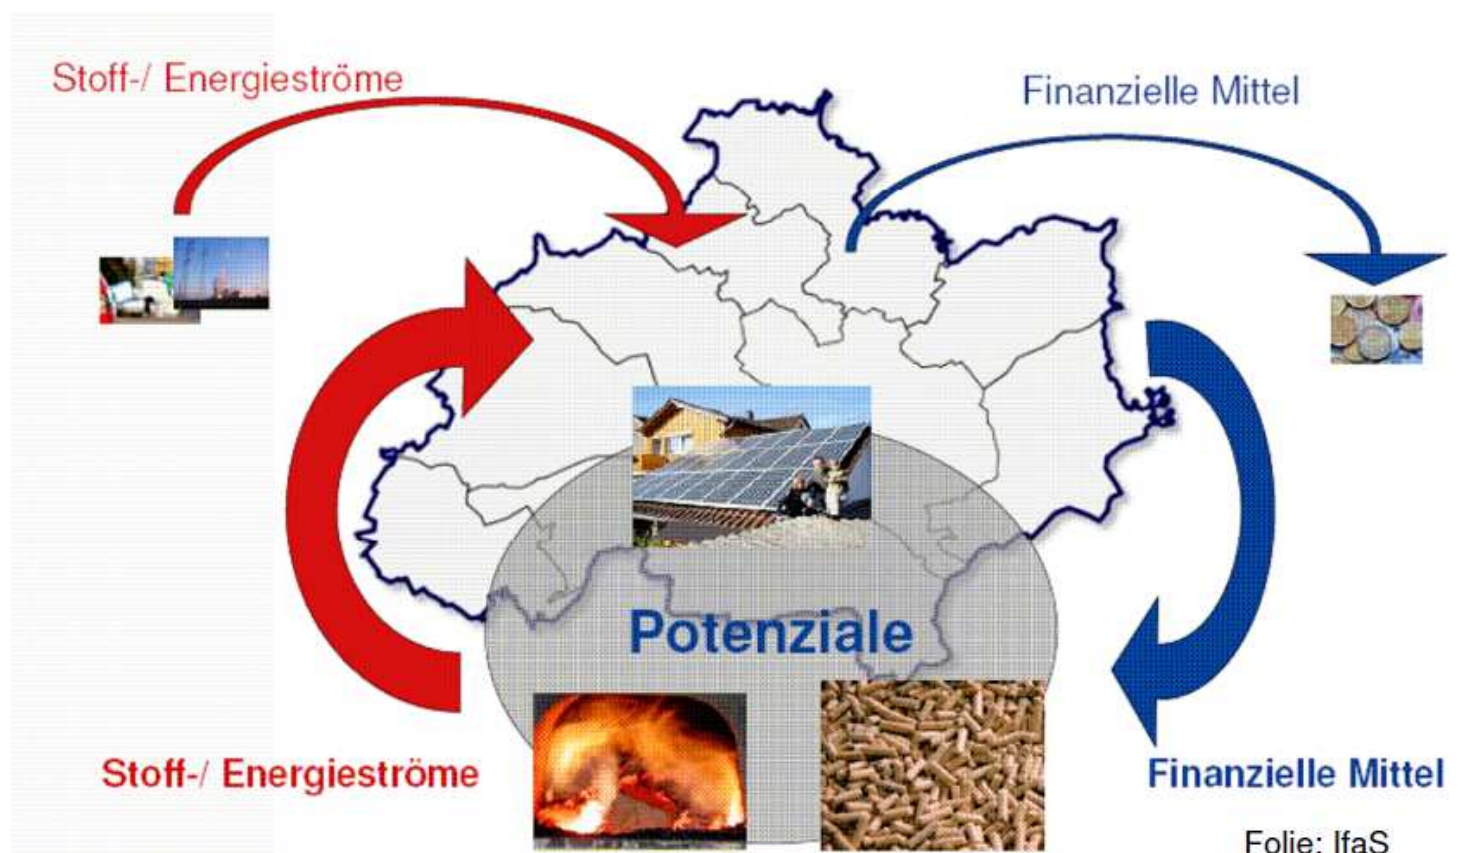 Stoff-/ Energieströme
Finanzielle Mittel
Potenziale
Stoff-/ Energieströme
Finanzielle Mittel
Folie: IfaS